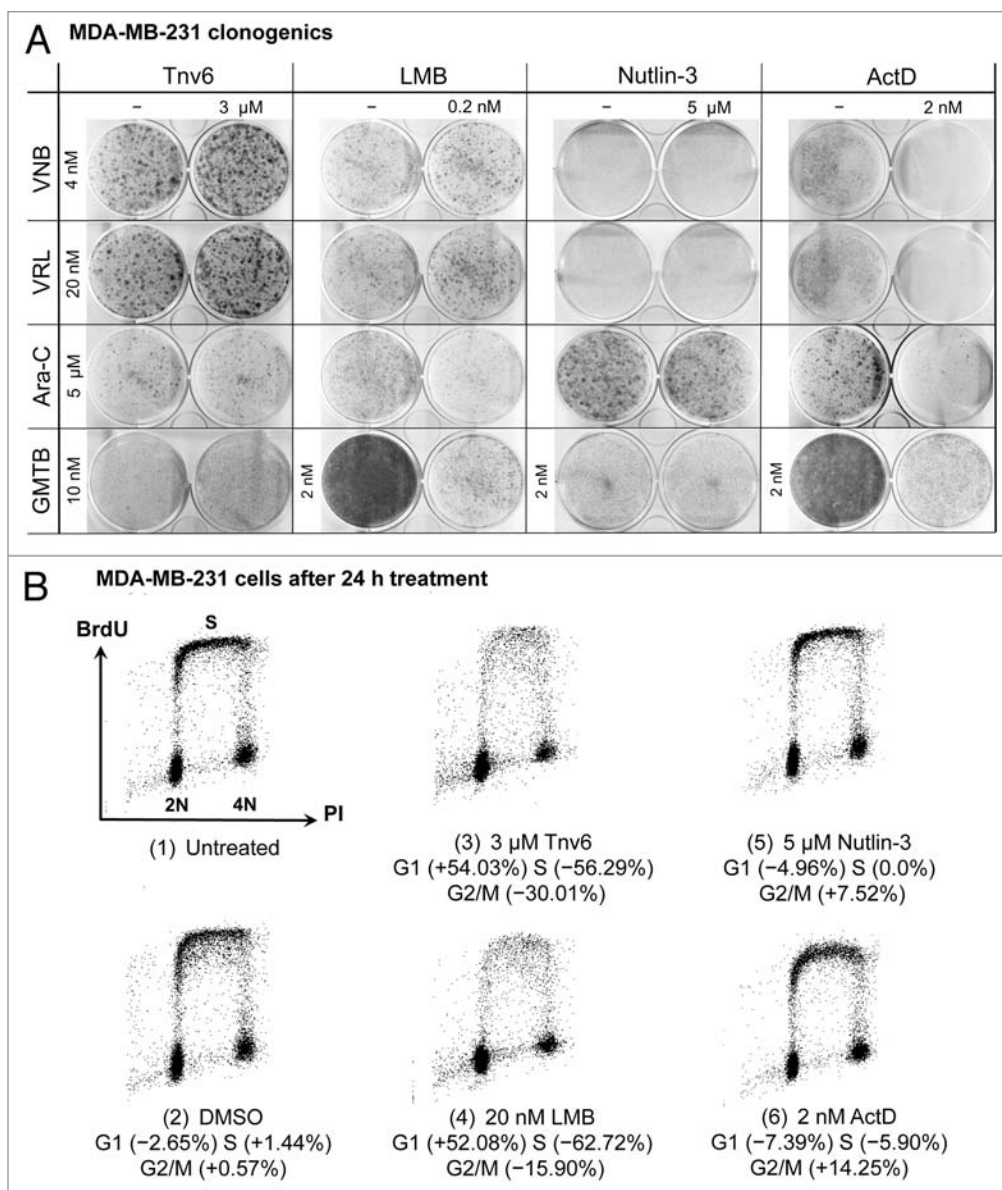 A MDA-MB-231 clonogenics
Tnv6 LMB Nutlin-3 ActD
– 3 µM – 0.2 nM – 5 µM – 2 nM
VNB 4 nM
VRL 20 nM
Ara-C 5 µM
GMTB 10 nM 2 nM 2 nM 2 nM
B MDA-MB-231 cells after 24 h treatment
BrdU S
2N 4N PI
(1) Untreated
(3) 3 µM Tnv6
G1 (+54.03%) S (−56.29%)
G2/M (−30.01%)
(5) 5 µM Nutlin-3
G1 (−4.96%) S (0.0%)
G2/M (+7.52%)
(2) DMSO
G1 (−2.65%) S (+1.44%)
G2/M (+0.57%)
(4) 20 nM LMB
G1 (+52.08%) S (−62.72%)
G2/M (−15.90%)
(6) 2 nM ActD
G1 (−7.39%) S (−5.90%)
G2/M (+14.25%)